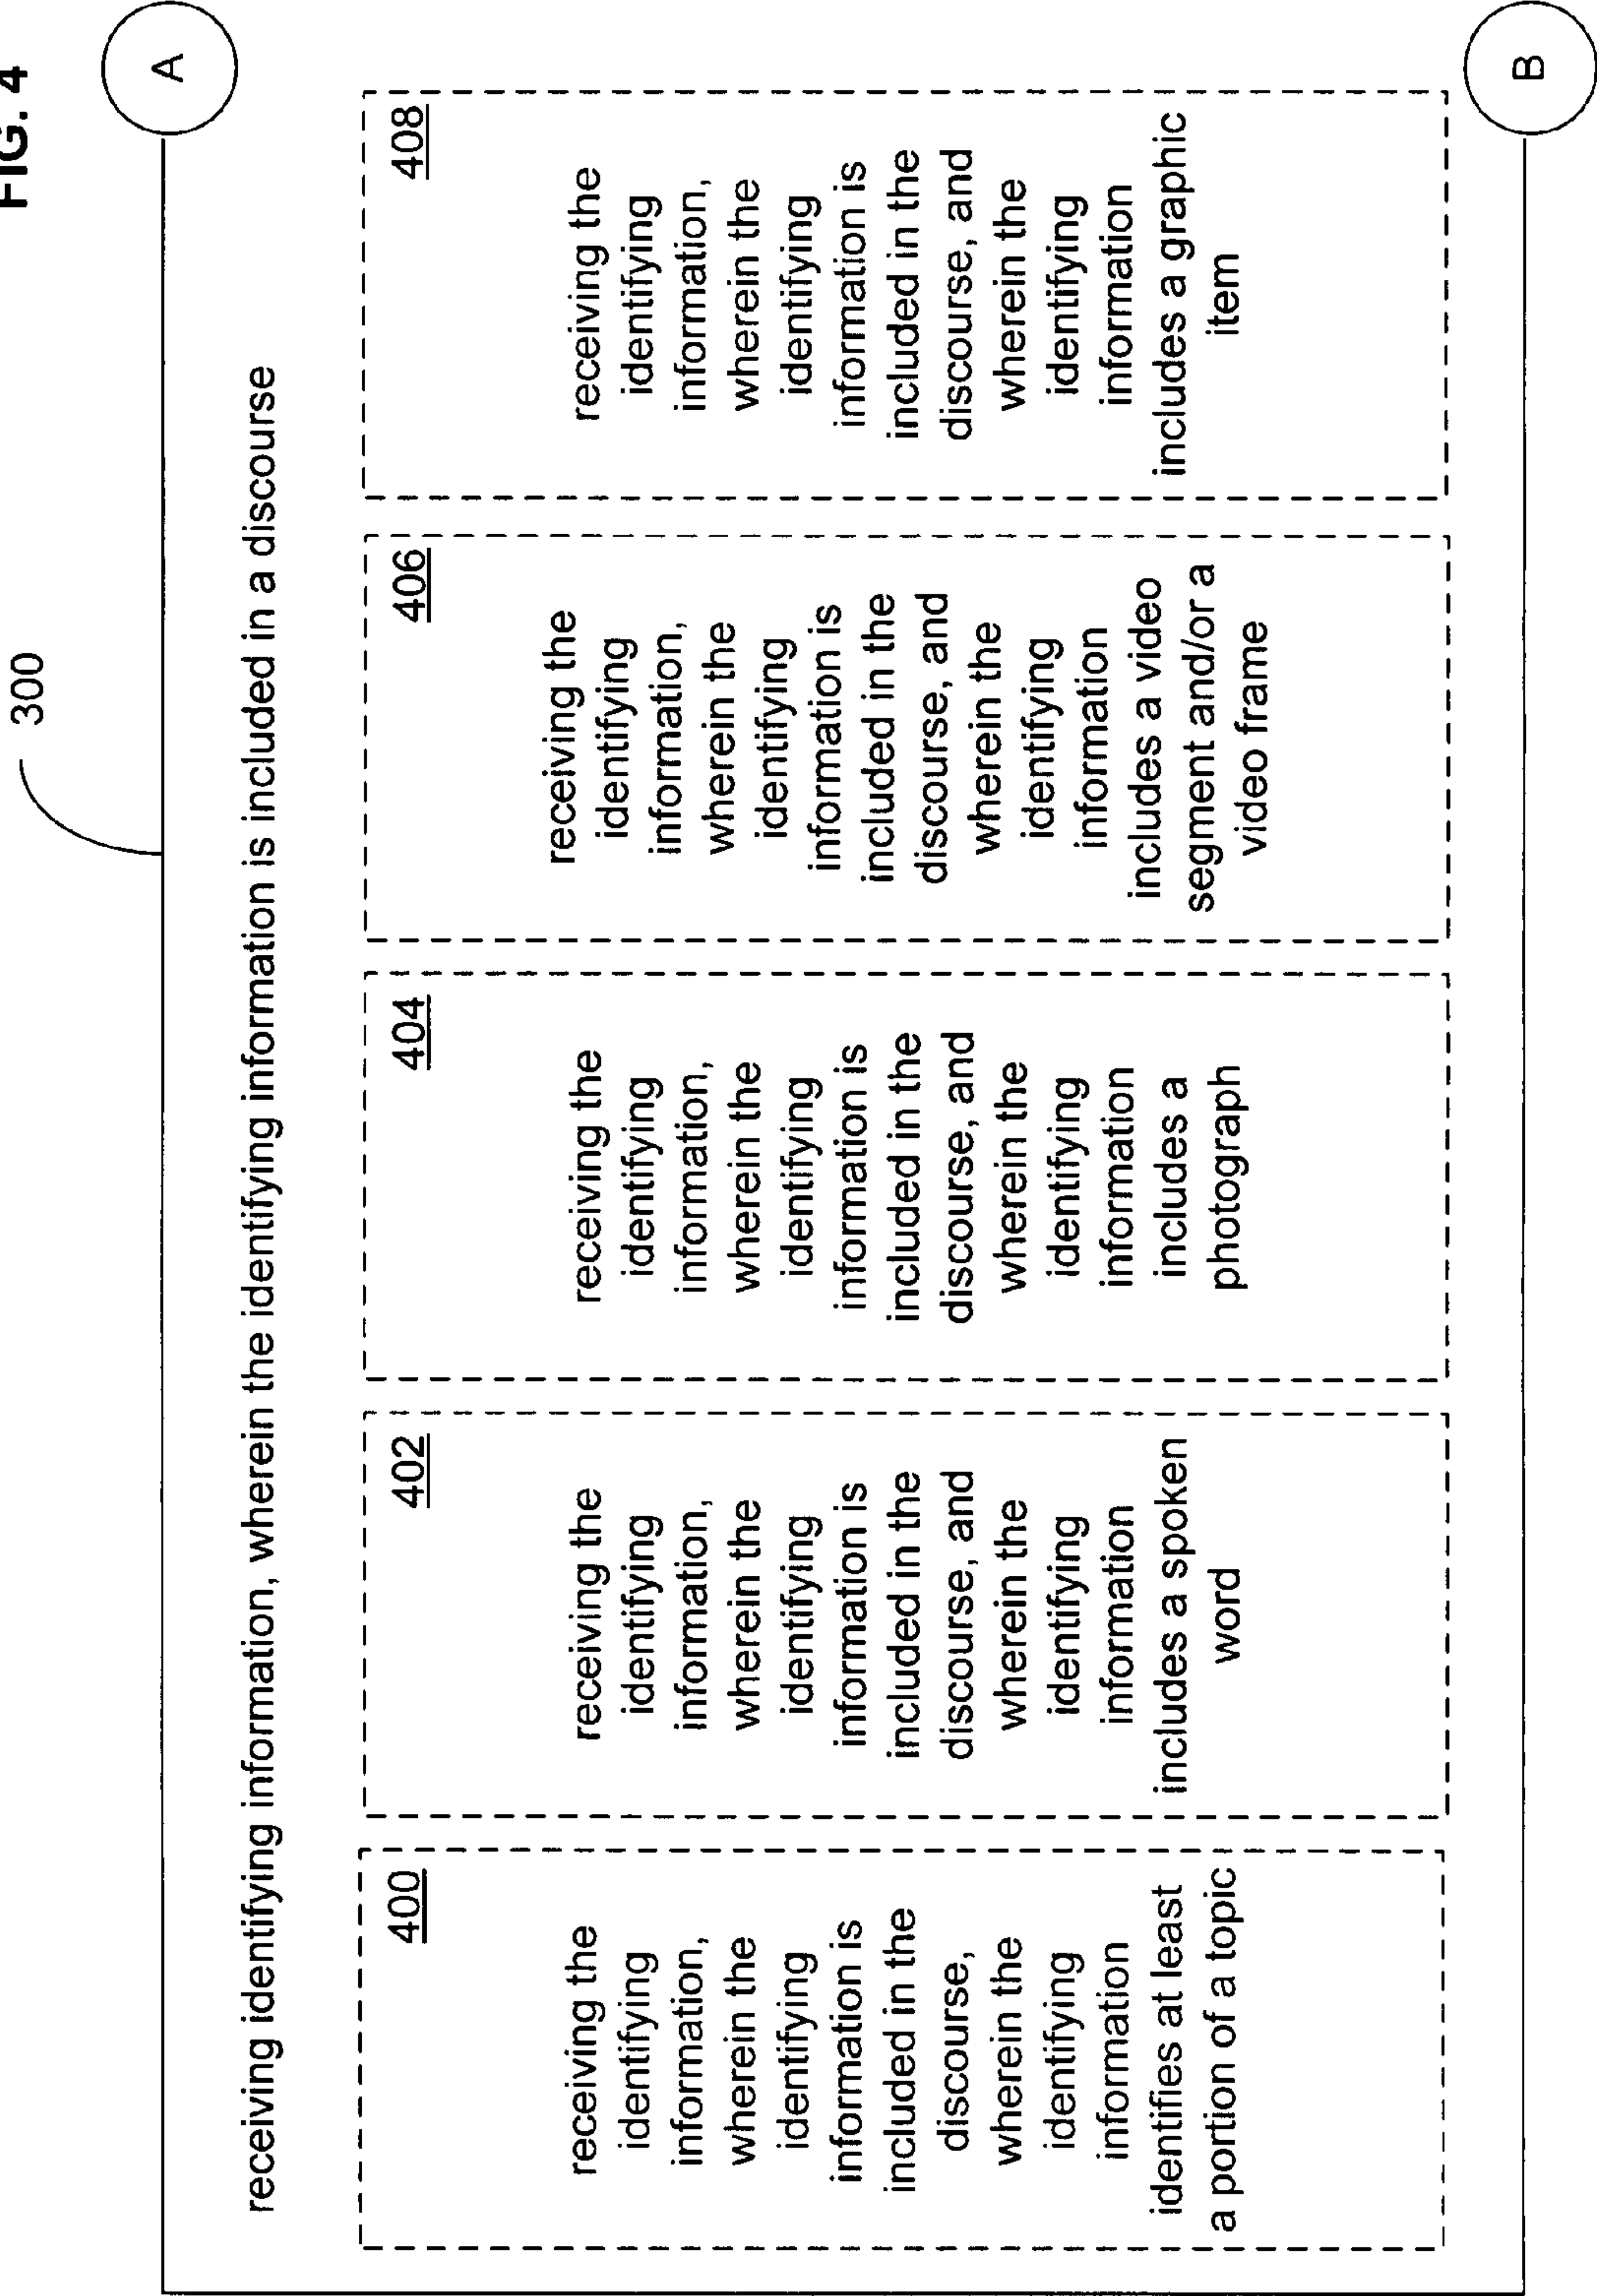 FIG. 4
300
A
receiving identifying information, wherein the identifying information is included in a discourse
400
receiving the
identifying
information,
wherein the
identifying
information is
included in the
discourse,
wherein the
identifying
information
identifies at least
a portion of a topic
402
receiving the
identifying
information,
wherein the
identifying
information is
included in the
discourse, and
wherein the
identifying
information
includes a spoken
word
404
receiving the
identifying
information,
wherein the
identifying
information is
included in the
discourse, and
wherein the
identifying
information
includes a
photograph
406
receiving the
identifying
information,
wherein the
identifying
information is
included in the
discourse, and
wherein the
identifying
information
includes a video
segment and/or a
video frame
408
receiving the
identifying
information,
wherein the
identifying
information is
included in the
discourse, and
wherein the
identifying
information
includes a graphic
item
B